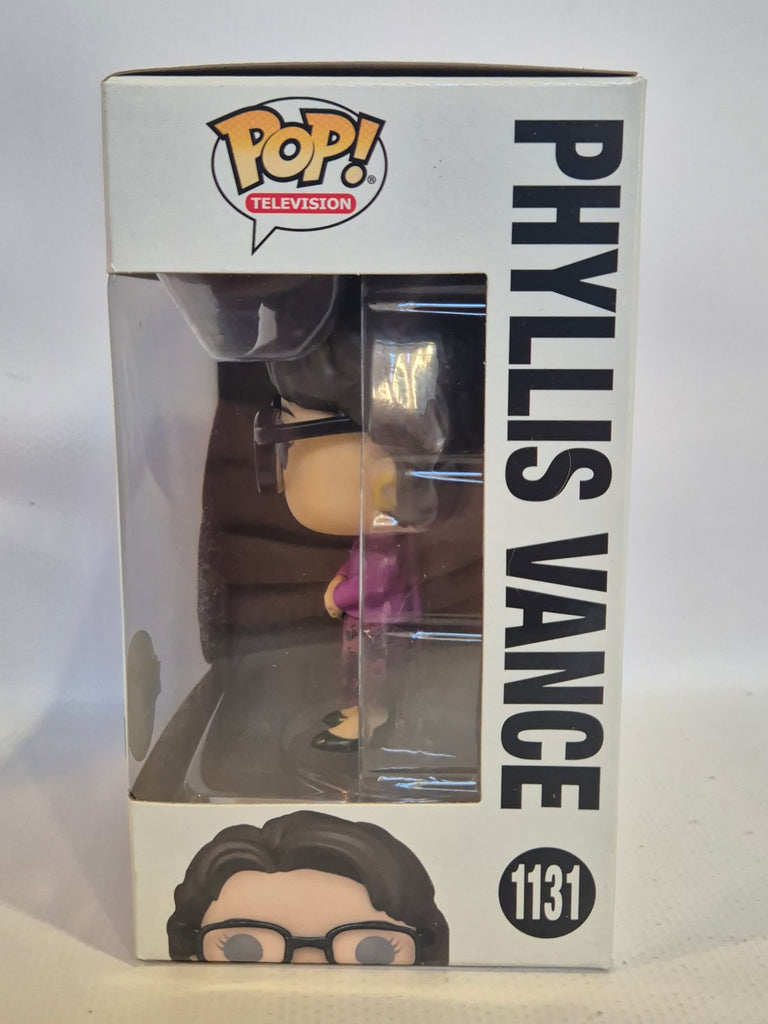 POP!®
TELEVISION
PHYLLIS VANCE
1131